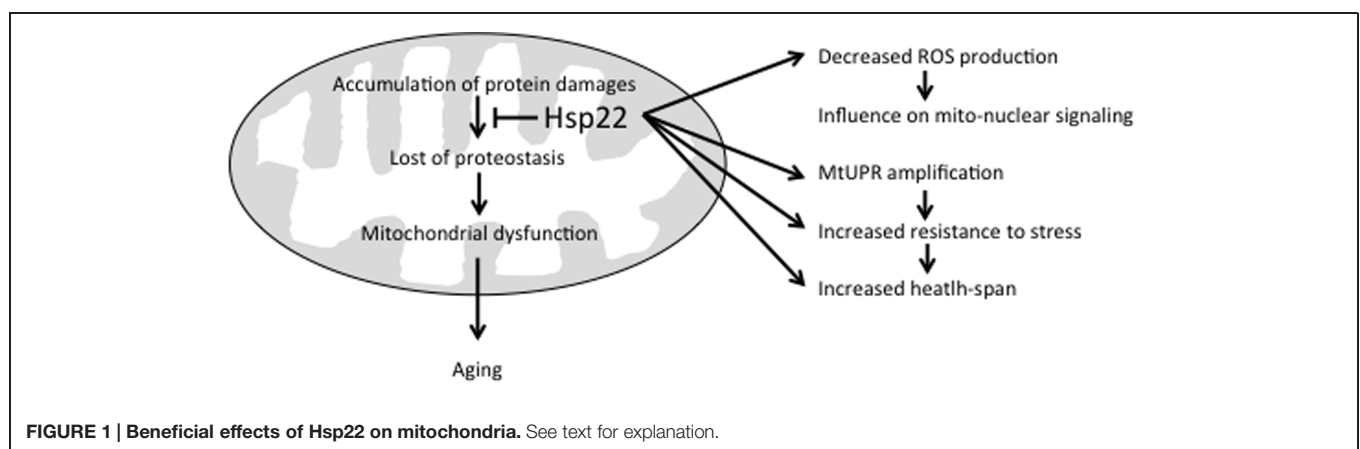 Accumulation of protein damages
Hsp22
Lost of proteostasis
Mitochondrial dysfunction
Aging
Decreased ROS production
Influence on mito-nuclear signaling
MtUPR amplification
Increased resistance to stress
Increased heatlh-span
FIGURE 1 | Beneficial effects of Hsp22 on mitochondria. See text for explanation.